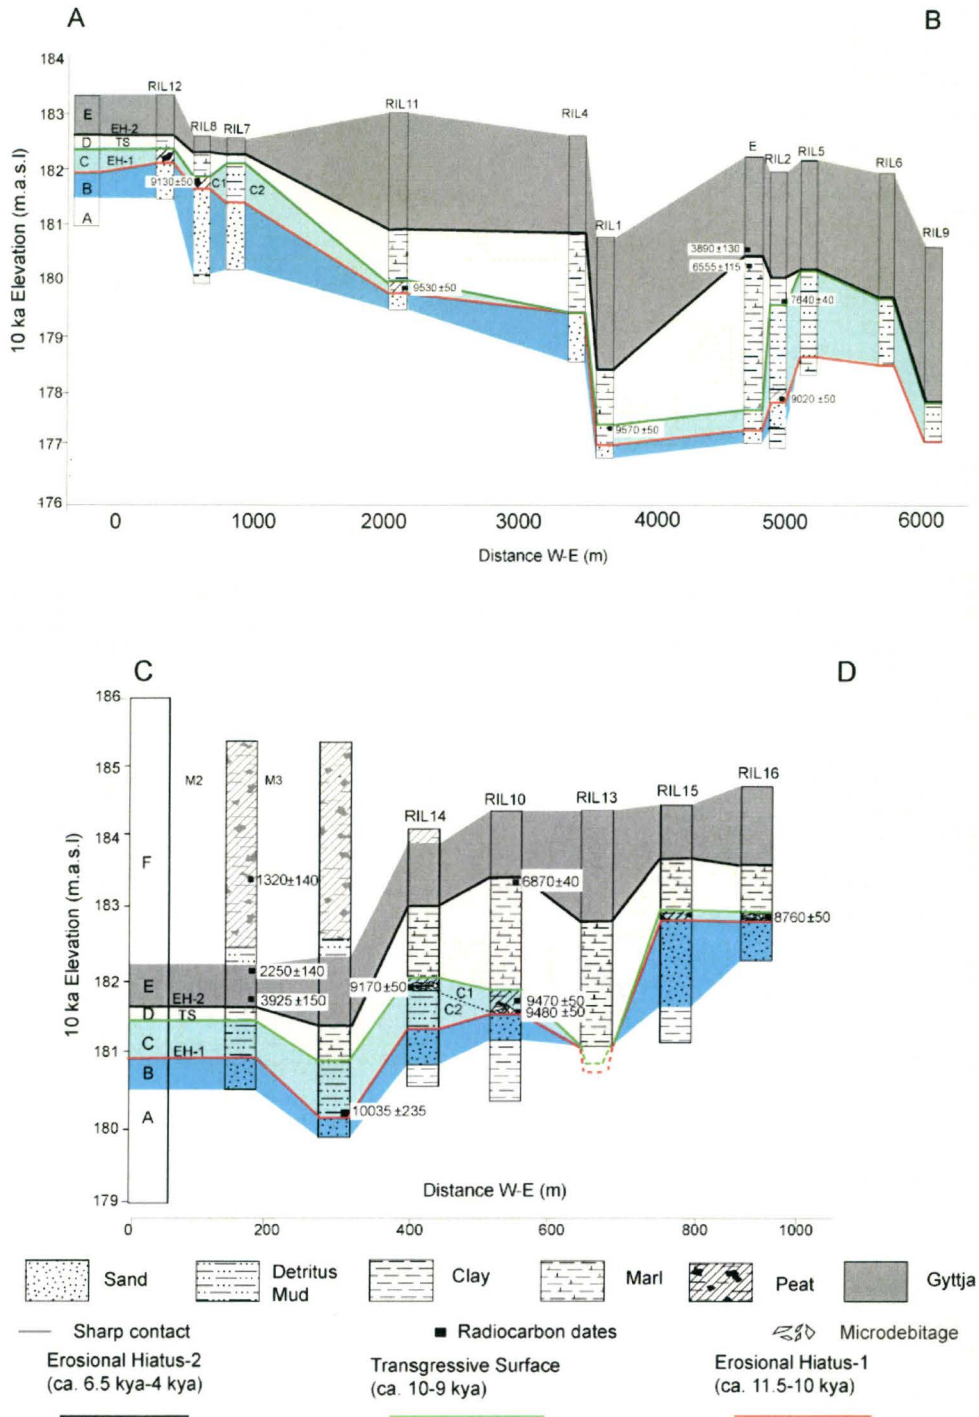 A B
184
183
182
181
180
179
178
177
176
10 ka Elevation (m.a.s.l)
RIL12
RIL8
RIL7
RIL11
RIL4
RIL1
E
RIL2
RIL5
RIL6
RIL9
E
EH-2
D TS
C EH-1
B
A
9130±50
C1
C2
9530±50
9570±50
3890±130
6555±115
7640±40
9020±50
0 1000 2000 3000 4000 5000 6000
Distance W-E (m)
C D
186
185
184
183
182
181
180
179
10 ka Elevation (m.a.s.l)
M2
M3
RIL14
RIL10
RIL13
RIL15
RIL16
F
E
EH-2
D TS
C
EH-1
B
A
1320±140
2250±140
3925±150
9170±50
10035±235
C1
C2
6870±40
9470±50
9480±50
8760±50
Distance W-E (m)
0 200 400 600 800 1000
Sand
Detritus
Mud
Clay
Marl
Peat
Gyttja
Sharp contact
Radiocarbon dates
Microdebitage
Erosional Hiatus-2
(ca. 6.5 kya-4 kya)
Transgressive Surface
(ca. 10-9 kya)
Erosional Hiatus-1
(ca. 11.5-10 kya)